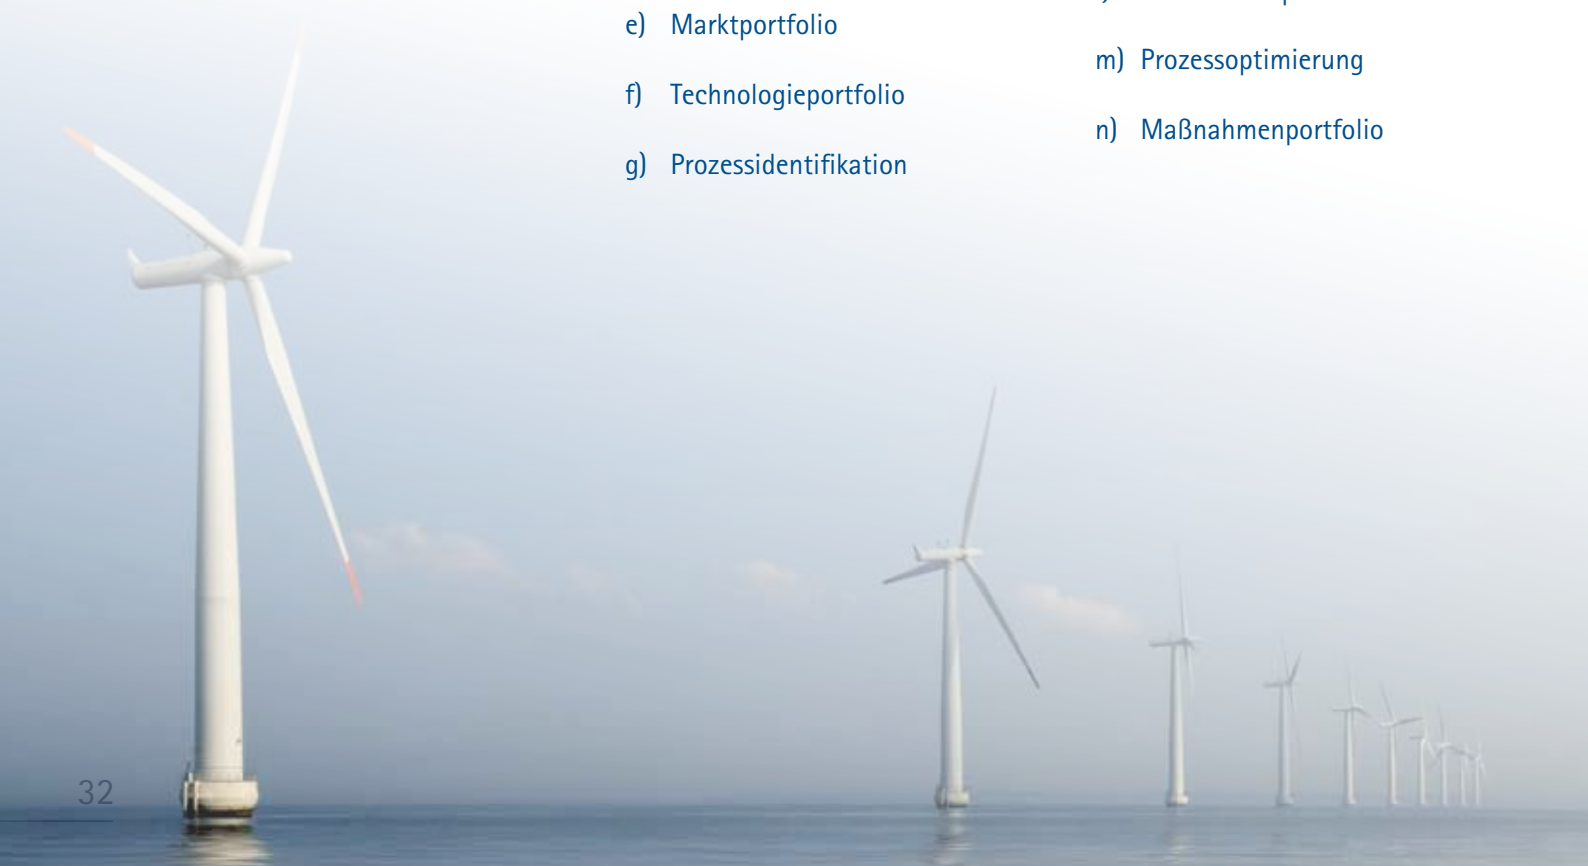 e) Marktportfolio
f) Technologieportfolio
g) Prozessidentifikation
m) Prozessoptimierung
n) Maßnahmenportfolio
32